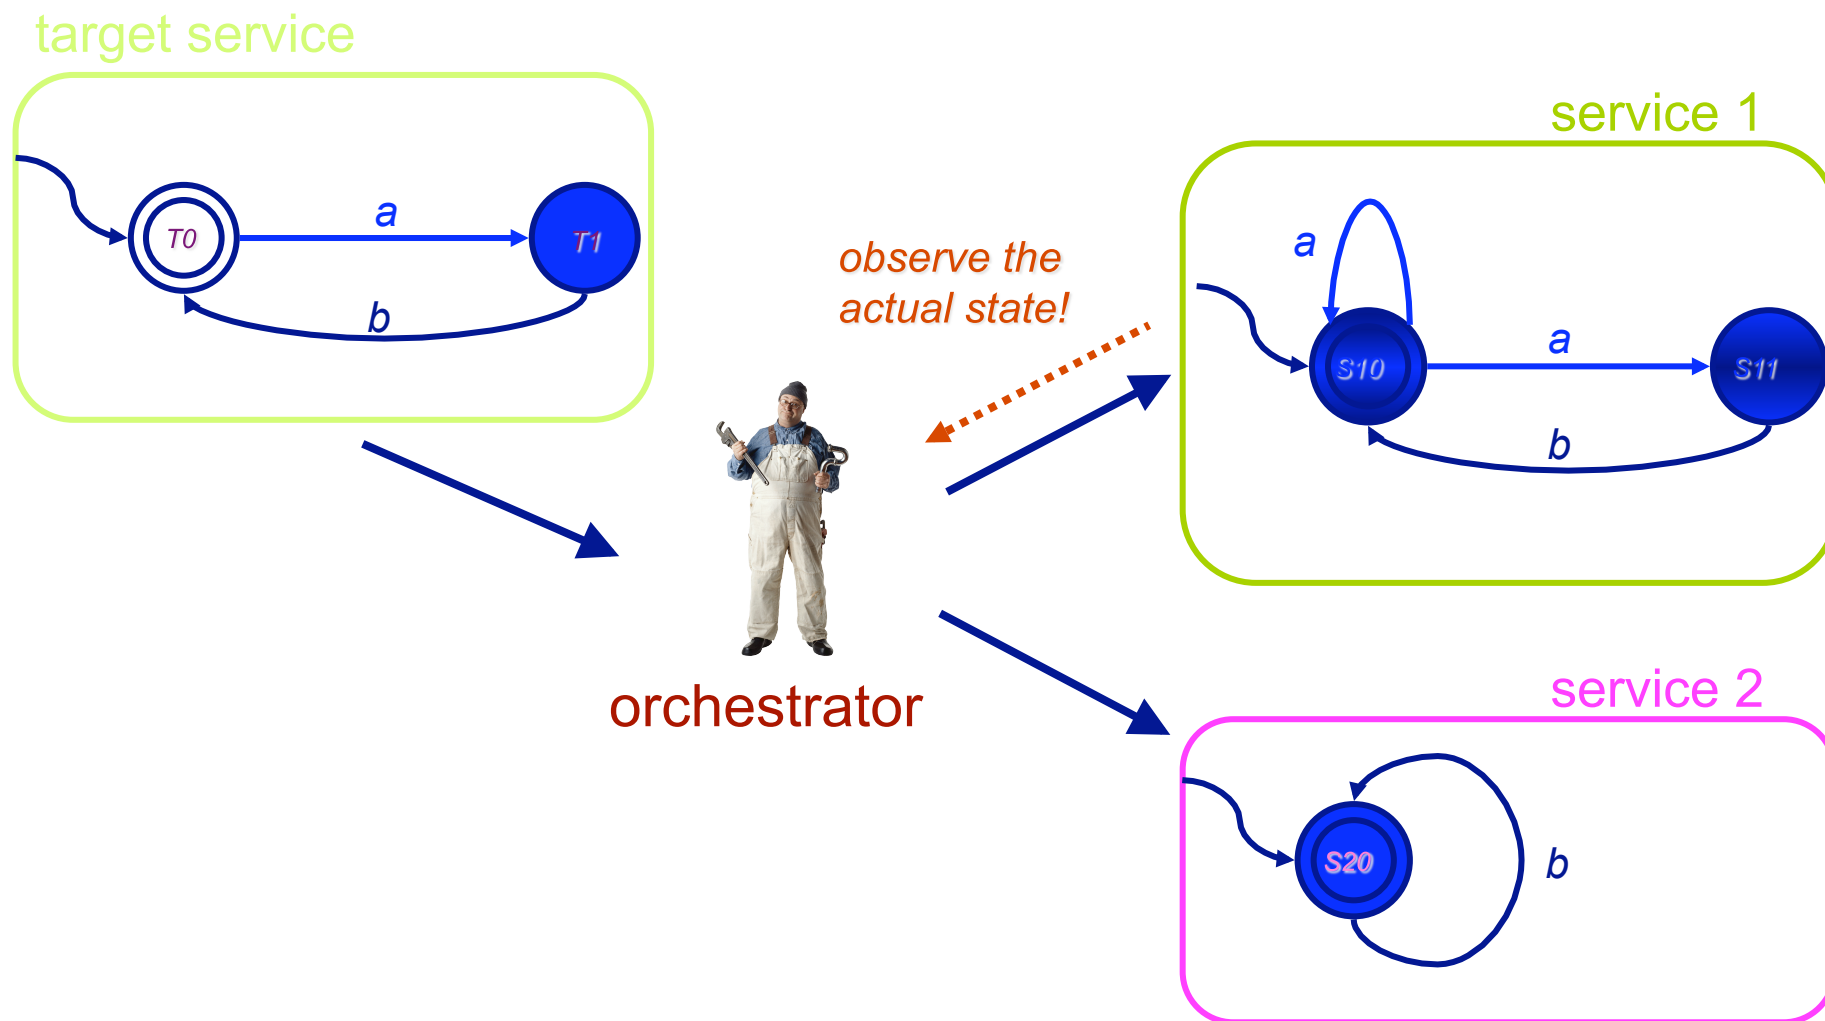 target service
T0
a
T1
b
observe the
actual state!
service 1
a
S10
a
S11
b
orchestrator
service 2
S20
b